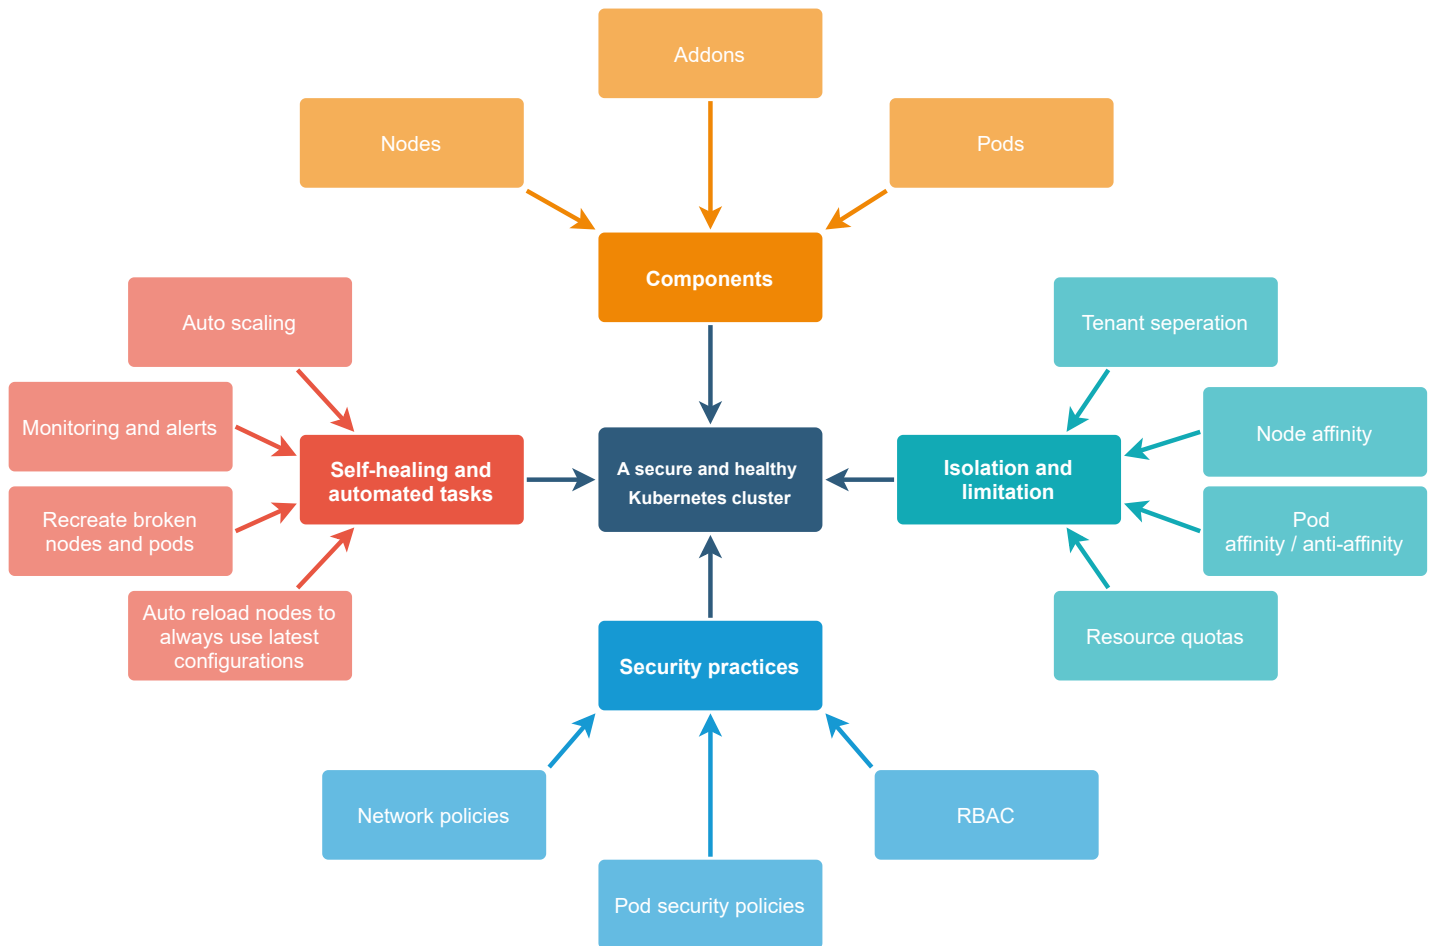 Addons
Nodes
Pods
Components
Auto scaling
Tenant seperation
Monitoring and alerts
Node affinity
Self-healing and
automated tasks
A secure and healthy
Kubernetes cluster
Isolation and
limitation
Recreate broken
nodes and pods
Pod
affinity / anti-affinity
Auto reload nodes to
always use latest
configurations
Resource quotas
Security practices
Network policies
RBAC
Pod security policies